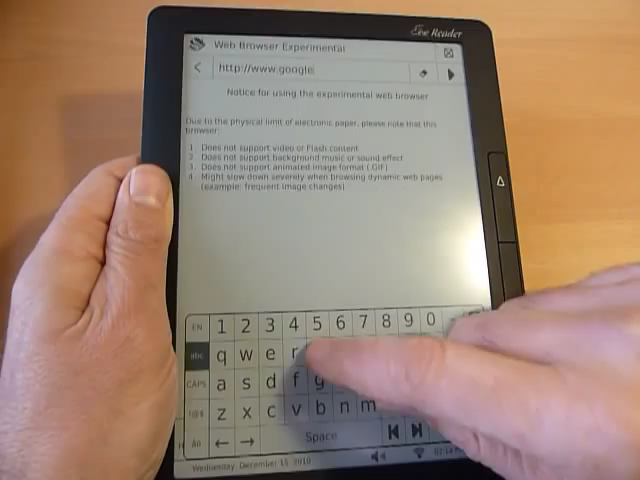 Eve Reader
Web Browser Experimental
http://www.google
Notice for using the experimental web browser
Due to the physical limit of electronic paper, please note that this
browser:
1 Does not support video or Flash content
2 Does not support background music or sound effect
3 Does not support animated image format (.GIF)
4 Might slow down severely when browsing dynamic web pages
(example: frequent image changes)
EN 1 2 3 4 5 6 7 8 9 0
abc q w e r
CAPS a s d f g
!@$ z x c v b n m
áñ ← → Space
Wednesday, December 15, 2010